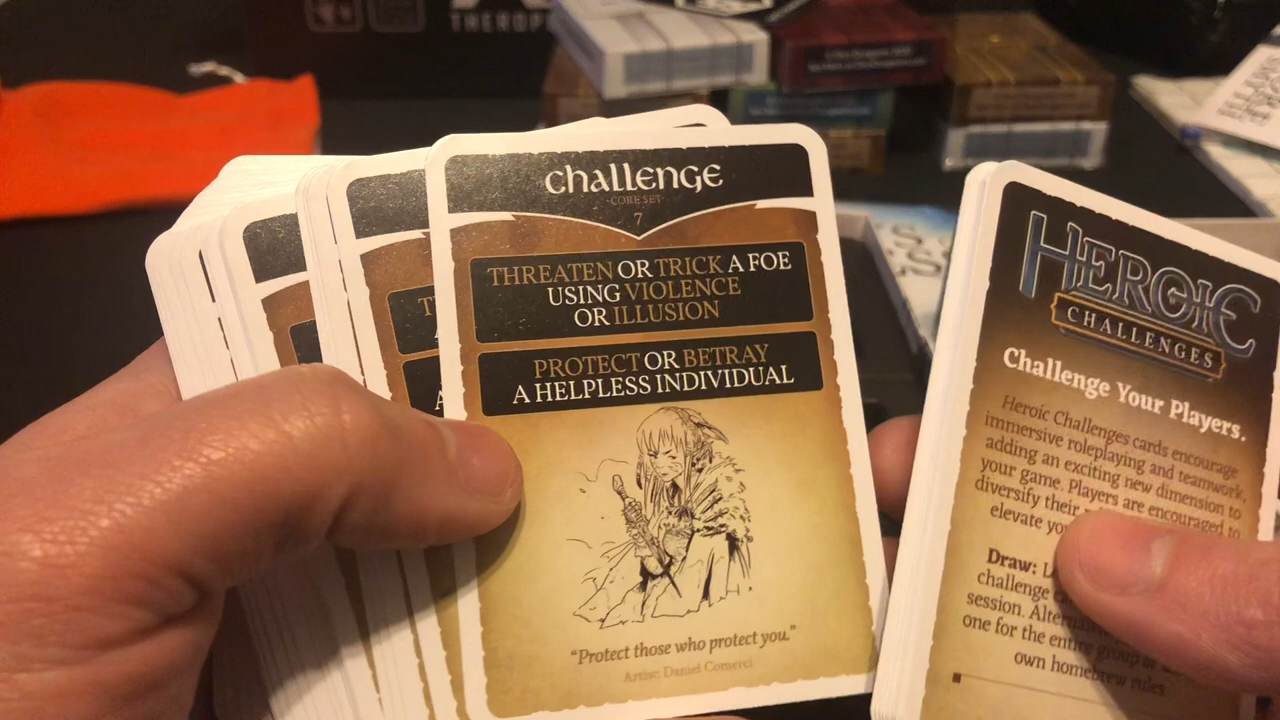 THEROP
challenge
CORE SET
7
THREATEN OR TRICK A FOE
USING VIOLENCE
OR ILLUSION
PROTECT OR BETRAY
A HELPLESS INDIVIDUAL
"Protect those who protect you."
Artist: Daniel Comerci
HEROIC
CHALLENGES
Challenge Your Players.
Heroic Challenges cards encourage
immersive roleplaying and teamwork,
adding an exciting new dimension to
your game. Players are encouraged to
diversify their
elevate
Draw:
challenge
session.
one for the entire group or
own homebrew rules.